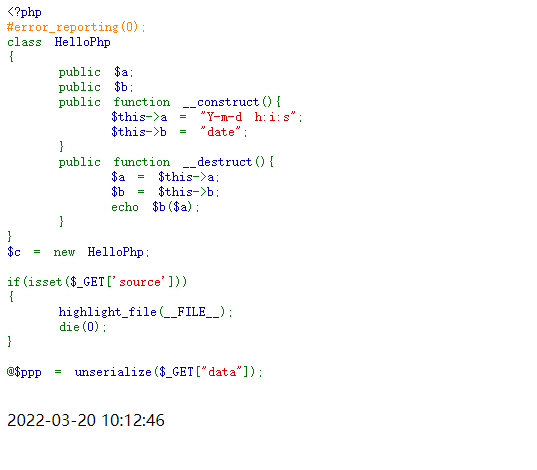 <?php
#error_reporting(0);
class HelloPhp
{
public $a;
public $b;
public function __construct(){
$this->a = "Y-m-d h:i:s";
$this->b = "date";
}
public function __destruct(){
$a = $this->a;
$b = $this->b;
echo $b($a);
}
}
$c = new HelloPhp;
if(isset($_GET['source']))
{
highlight_file(__FILE__);
die(0);
}
@$ppp = unserialize($_GET["data"]);
2022-03-20 10:12:46